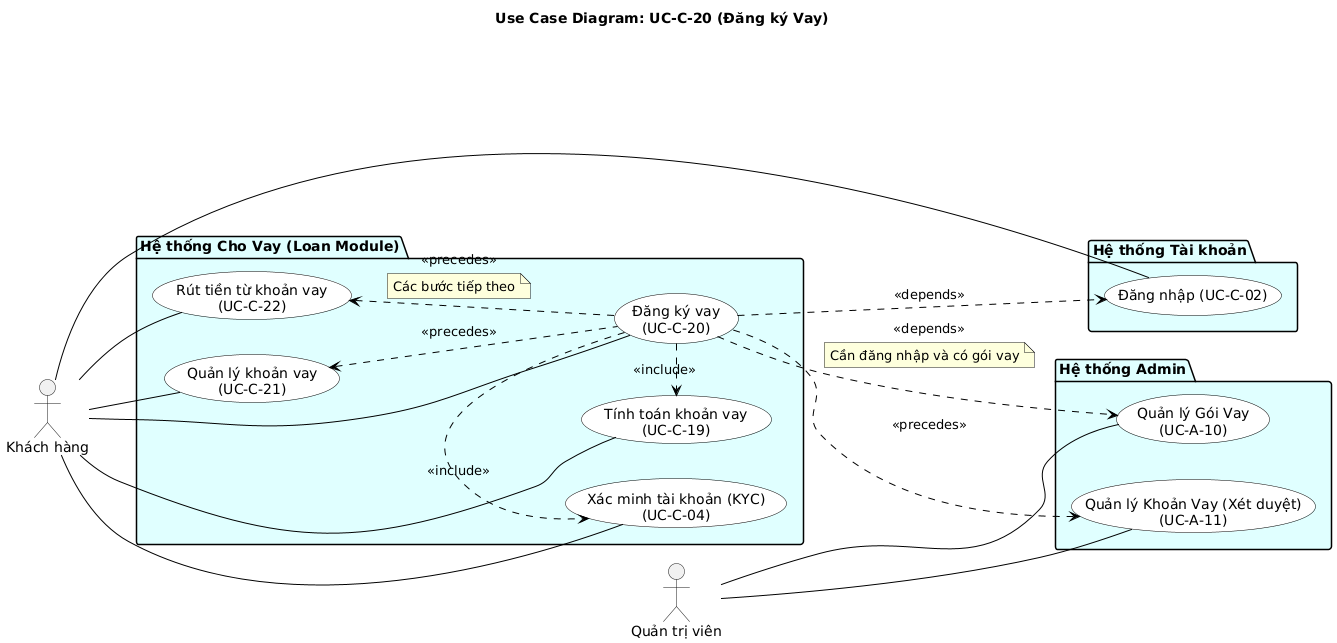 Use Case Diagram: UC-C-20 (Đăng ký Vay)
Hệ thống Cho Vay (Loan Module)
«precedes»
Các bước tiếp theo
Rút tiền từ khoản vay
(UC-C-22)
Đăng ký vay
(UC-C-20)
«precedes»
Quản lý khoản vay
(UC-C-21)
«include»
Tính toán khoản vay
(UC-C-19)
«include»
Xác minh tài khoản (KYC)
(UC-C-04)
Khách hàng
Quản trị viên
«depends»
«depends»
Cần đăng nhập và có gói vay
«precedes»
Hệ thống Tài khoản
Đăng nhập (UC-C-02)
Hệ thống Admin
Quản lý Gói Vay
(UC-A-10)
Quản lý Khoản Vay (Xét duyệt)
(UC-A-11)